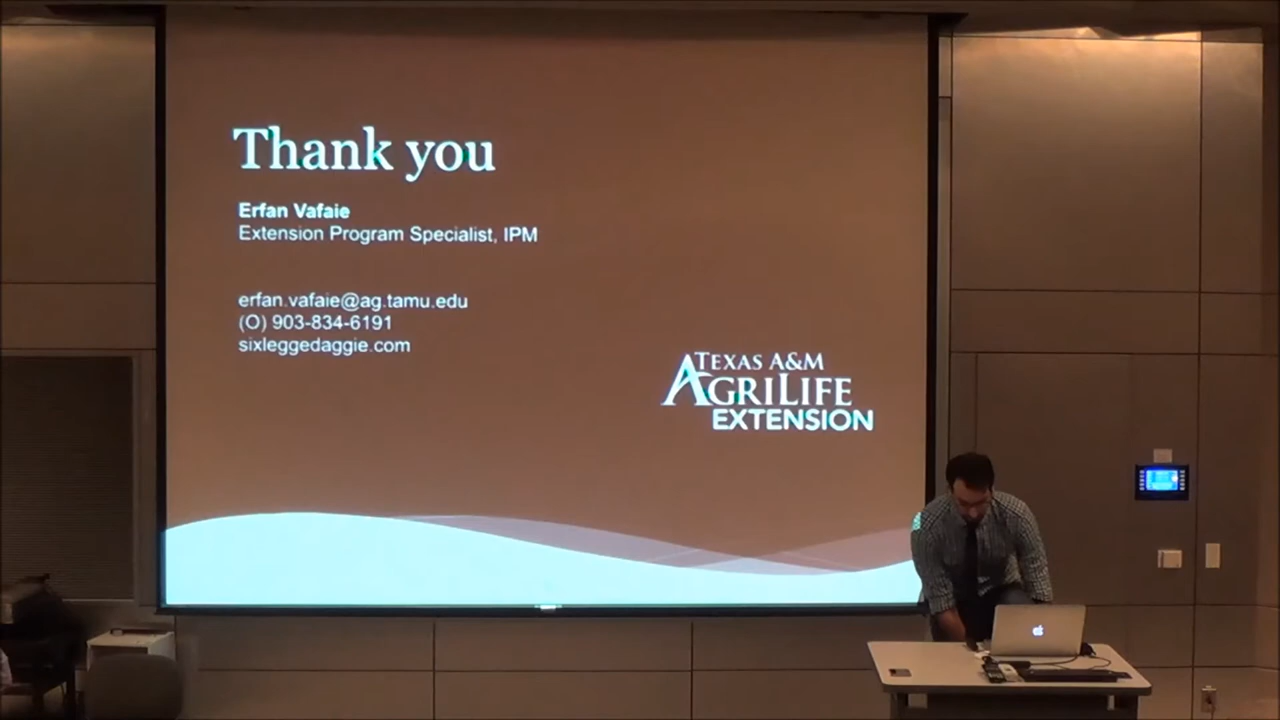 Thank you
Erfan Vafaie
Extension Program Specialist, IPM
erfan.vafaie@ag.tamu.edu
(O) 903-834-6191
sixleggedaggie.com
TEXAS A&M
AGRILIFE
EXTENSION